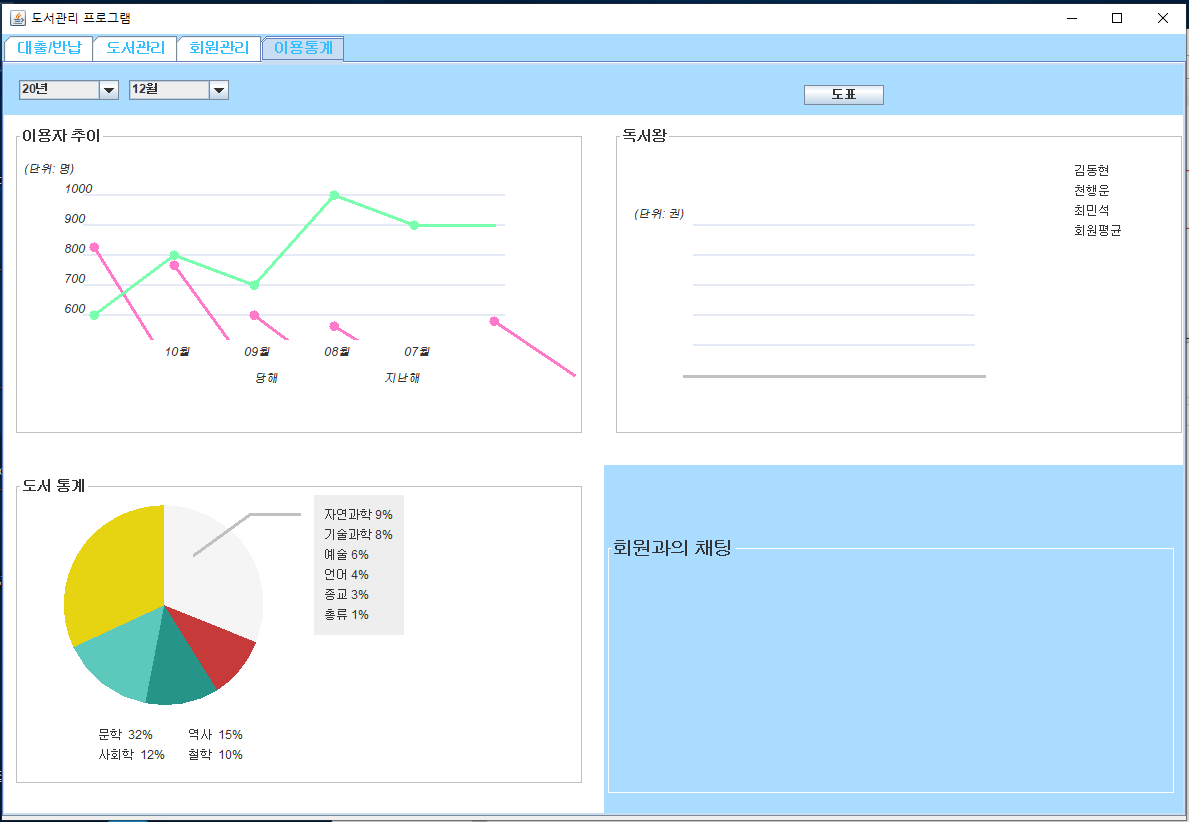 도서관리 프로그램
대출/반납 도서관리 회원관리 이용통계
20년 12월 도표
이용자 추이
(단위: 명)
1000
900
800
700
600
10월 09월 08월 07월
당해 지난해
독서왕
(단위: 권)
김동현
천행운
최민석
회원평균
도서 통계
자연과학 9%
기술과학 8%
예술 6%
언어 4%
종교 3%
총류 1%
문학 32% 역사 15%
사회학 12% 철학 10%
회원과의 채팅